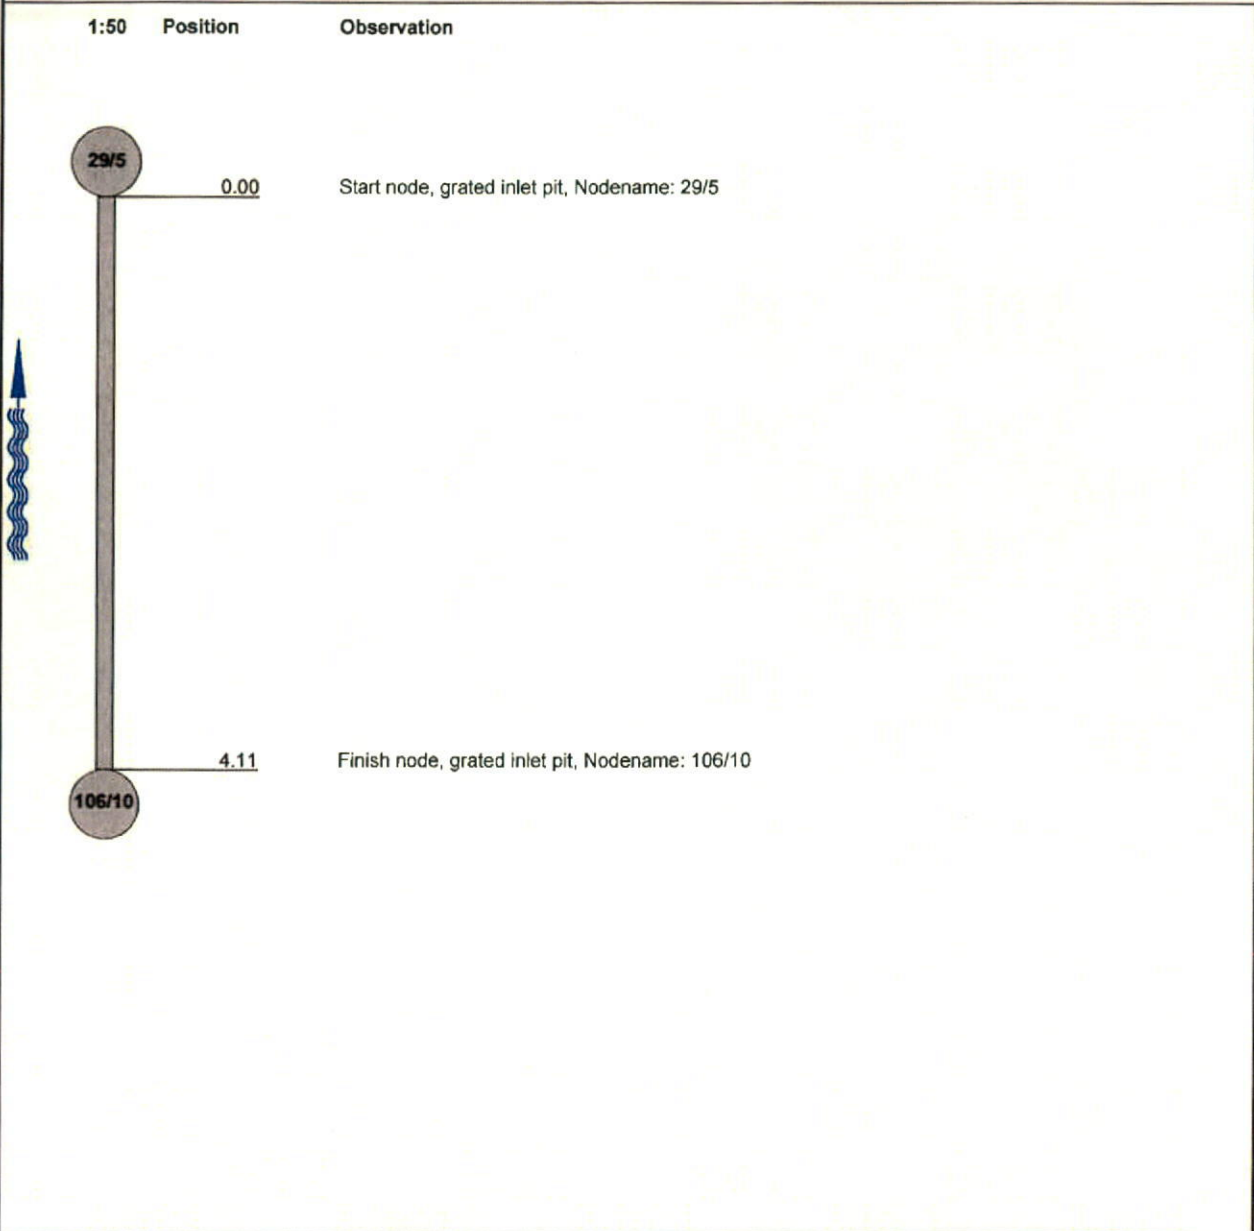 1:50 Position Observation
29/5
0.00 Start node, grated inlet pit, Nodename: 29/5
4.11 Finish node, grated inlet pit, Nodename: 106/10
106/10